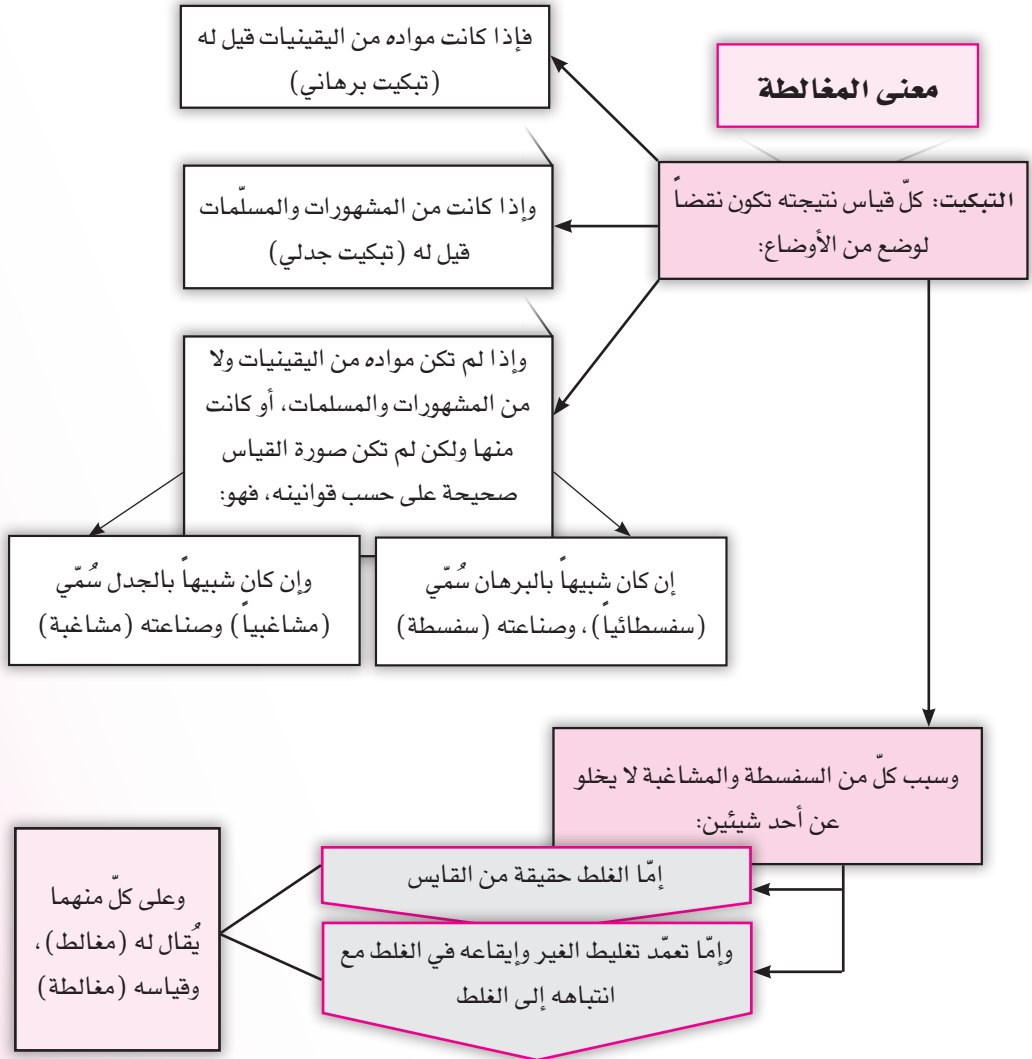 معنى المغالطة
التبكيت: كلّ قياس نتيجته تكون نقضاً
لوضع من الأوضاع:
فإذا كانت مواده من اليقينيات قيل له
(تبكيت برهاني)
وإذا كانت من المشهورات والمسلّمات
قيل له (تبكيت جدلي)
وإذا لم تكن مواده من اليقينيات ولا
من المشهورات والمسلمات، أو كانت
منها ولكن لم تكن صورة القياس
صحيحة على حسب قوانينه، فهو:
إن كان شبيهاً بالبرهان سُمّي
(سفسطائياً)، وصناعته (سفسطة)
وإن كان شبيهاً بالجدل سُمّي
(مشاغبياً) وصناعته (مشاغبة)
وسبب كلّ من السفسطة والمشاغبة لا يخلو
عن أحد شيئين:
إمّا الغلط حقيقة من القايس
وإمّا تعمّد تغليط الغير وإيقاعه في الغلط مع
انتباهه إلى الغلط
وعلى كلّ منهما
يُقال له (مغالط)،
وقياسه (مغالطة)